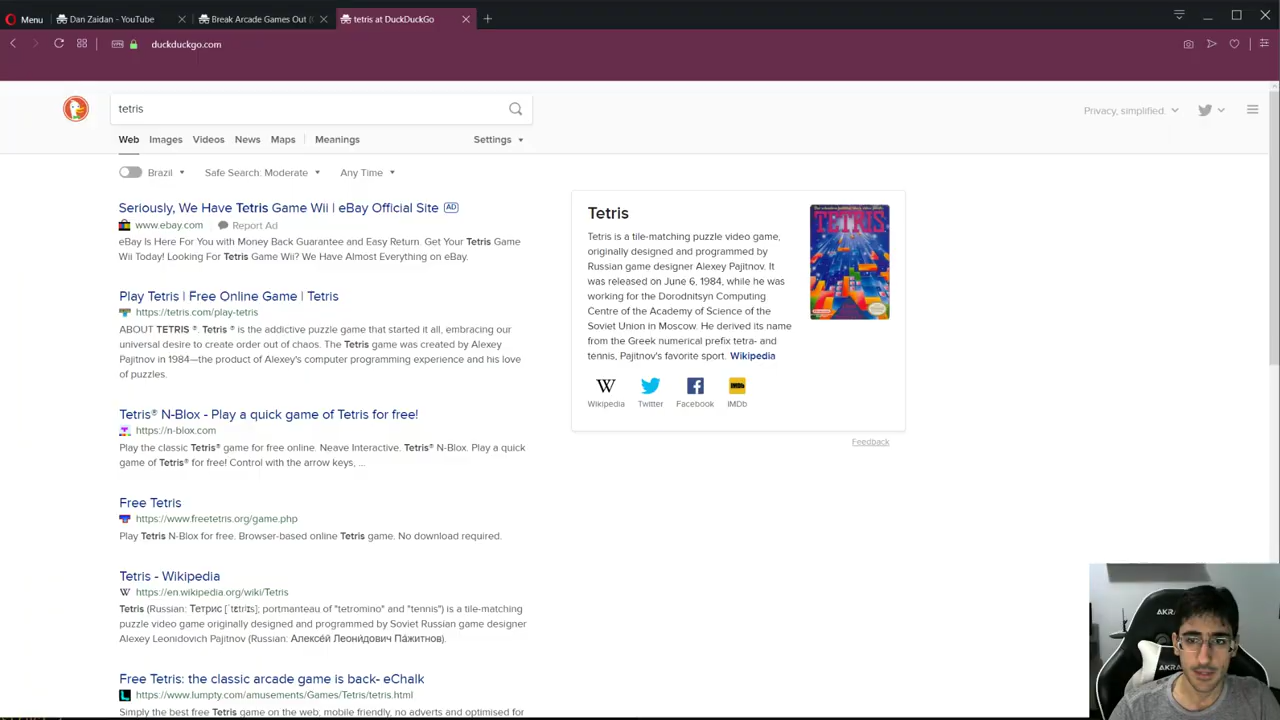 Menu
Dan Zaidan - YouTube
Break Arcade Games Out (
tetris at DuckDuckGo
VPN
duckduckgo.com
tetris
Privacy, simplified.
Web Images Videos News Maps Meanings Settings
Brazil Safe Search: Moderate Any Time
Seriously, We Have Tetris Game Wii | eBay Official Site AD
www.ebay.com Report Ad
eBay Is Here For You with Money Back Guarantee and Easy Return. Get Your Tetris Game
Wii Today! Looking For Tetris Game Wii? We Have Almost Everything on eBay.
Play Tetris | Free Online Game | Tetris
https://tetris.com/play-tetris
ABOUT TETRIS ®. Tetris ® is the addictive puzzle game that started it all, embracing our
universal desire to create order out of chaos. The Tetris game was created by Alexey
Pajitnov in 1984—the product of Alexey's computer programming experience and his love
of puzzles.
Tetris® N-Blox - Play a quick game of Tetris for free!
https://n-blox.com
Play the classic Tetris® game for free online. Neave Interactive. Tetris® N-Blox. Play a quick
game of Tetris® for free! Control with the arrow keys, ...
Free Tetris
https://www.freetetris.org/game.php
Play Tetris N-Blox for free. Browser-based online Tetris game. No download required.
Tetris - Wikipedia
W https://en.wikipedia.org/wiki/Tetris
Tetris (Russian: Тетрис [ˈtɛtrɪs]; portmanteau of "tetromino" and "tennis") is a tile-matching
puzzle video game originally designed and programmed by Soviet Russian game designer
Alexey Leonidovich Pajitnov (Russian: Алексе́й Леони́дович Па́житнов).
Free Tetris: the classic arcade game is back- eChalk
L https://www.lumpty.com/amusements/Games/Tetris/tetris.html
Simply the best free Tetris game on the web; mobile friendly, no adverts and optimised for
Tetris
Tetris is a tile-matching puzzle video game,
originally designed and programmed by
Russian game designer Alexey Pajitnov. It
was released on June 6, 1984, while he was
working for the Dorodnitsyn Computing
Centre of the Academy of Science of the
Soviet Union in Moscow. He derived its name
from the Greek numerical prefix tetra- and
tennis, Pajitnov's favorite sport. Wikipedia
TETRIS
W
IMDb
Wikipedia Twitter Facebook IMDb
Feedback